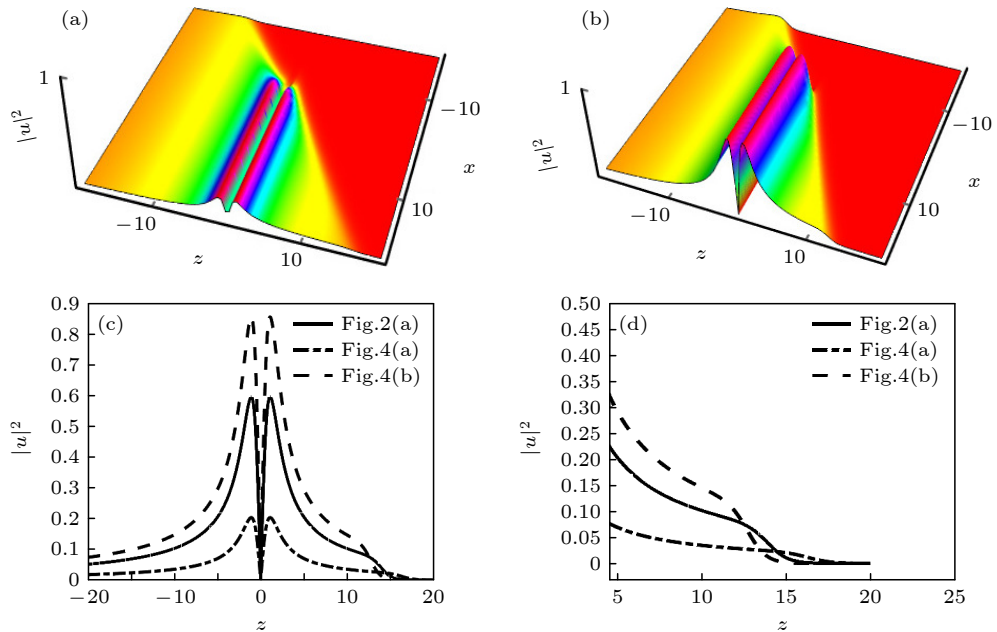 (a)
1
|u|²
−10
10
z
−10
10
x
(b)
1
|u|²
−10
10
z
−10
10
x
(c)
0.9
0.8
0.7
0.6
0.5
0.4
0.3
0.2
0.1
0
|u|²
−20
−10
0
10
20
z
Fig.2(a)
Fig.4(a)
Fig.4(b)
(d)
0.50
0.45
0.40
0.35
0.30
0.25
0.20
0.15
0.10
0.05
0
|u|²
5
10
15
20
25
z
Fig.2(a)
Fig.4(a)
Fig.4(b)